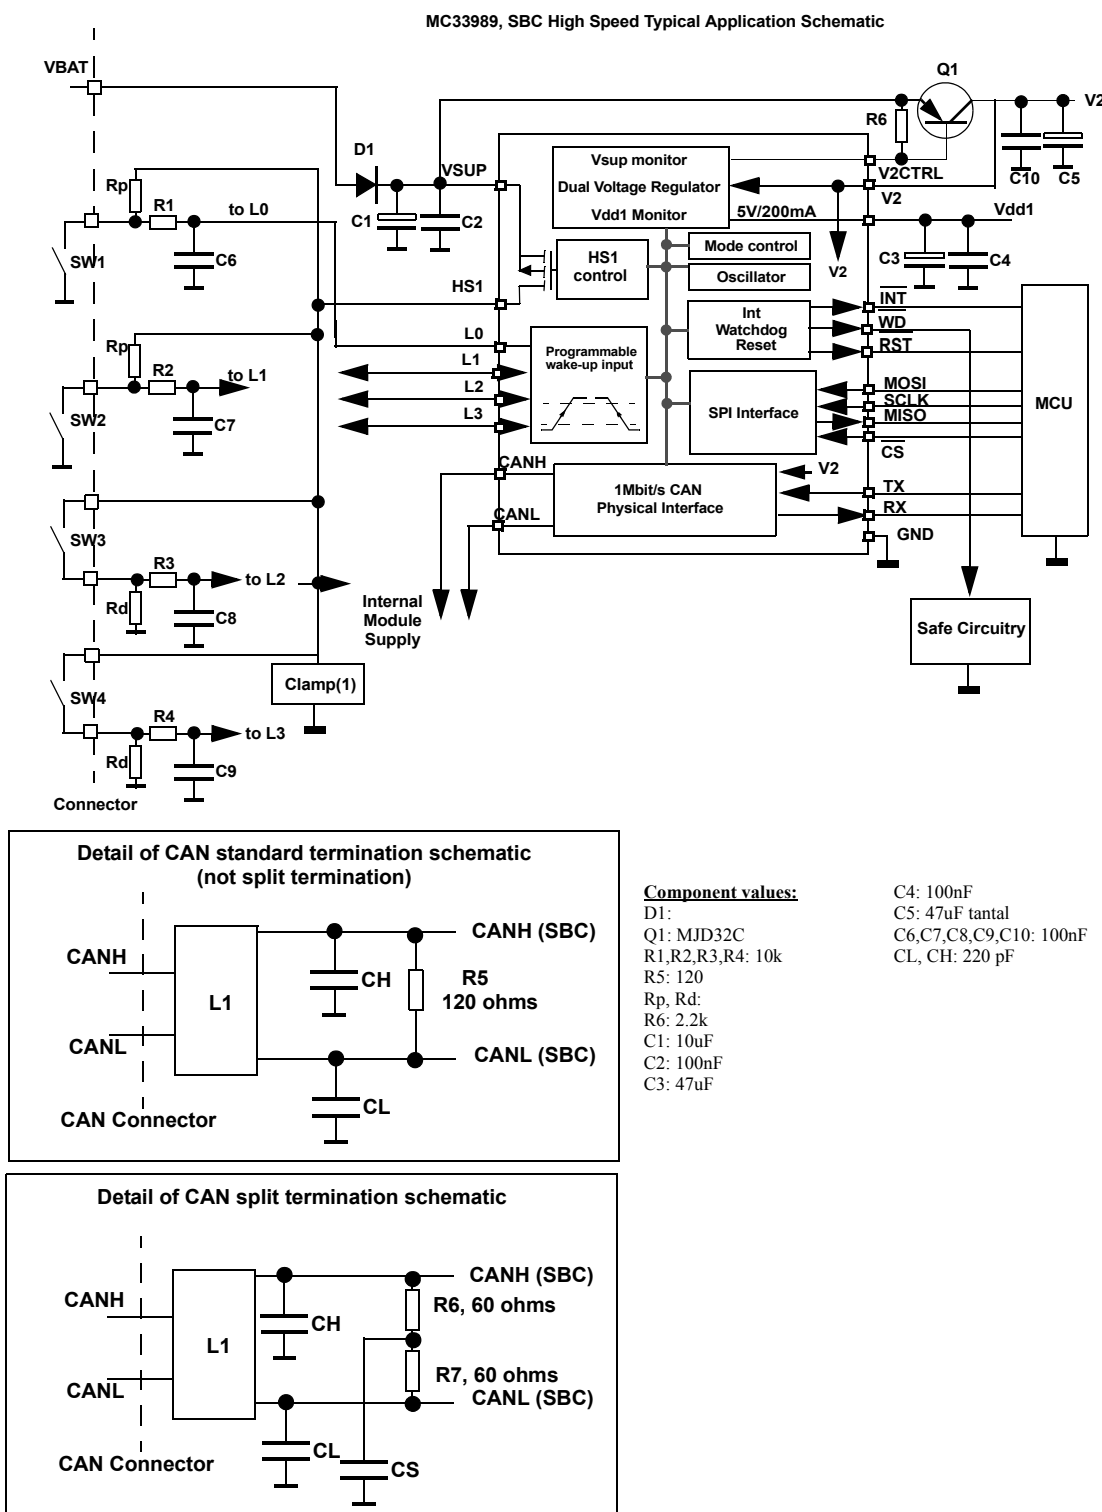 MC33989, SBC High Speed Typical Application Schematic
VBAT
Q1
V2
R6
D1
VSUP
C10
C5
Vsup monitor
Dual Voltage Regulator
Vdd1 Monitor
V2CTRL
V2
5V/200mA
Vdd1
Rp
R1
to L0
C1
C2
C6
SW1
Mode control
Oscillator
V2
C3
C4
HS1
control
HS1
INT
WD
RST
Int
Watchdog
Reset
L0
L1
L2
L3
Programmable
wake-up input
Rp
R2
to L1
SW2
C7
SPI Interface
MOSI
SCLK
MISO
CS
MCU
CANH
V2
1Mbit/s CAN
Physical Interface
TX
RX
CANL
GND
SW3
R3
to L2
Rd
C8
Internal
Module
Supply
Safe Circuitry
Clamp(1)
SW4
R4
to L3
Rd
C9
Connector
Detail of CAN standard termination schematic
(not split termination)
CANH (SBC)
CANH
CH
R5
120 ohms
L1
CANL
CANL (SBC)
CL
CAN Connector
Component values:
D1:
Q1: MJD32C
R1,R2,R3,R4: 10k
R5: 120
Rp, Rd:
R6: 2.2k
C1: 10uF
C2: 100nF
C3: 47uF
C4: 100nF
C5: 47uF tantal
C6,C7,C8,C9,C10: 100nF
CL, CH: 220 pF
Detail of CAN split termination schematic
CANH (SBC)
CANH
R6, 60 ohms
CH
L1
R7, 60 ohms
CANL
CANL (SBC)
CL
CS
CAN Connector